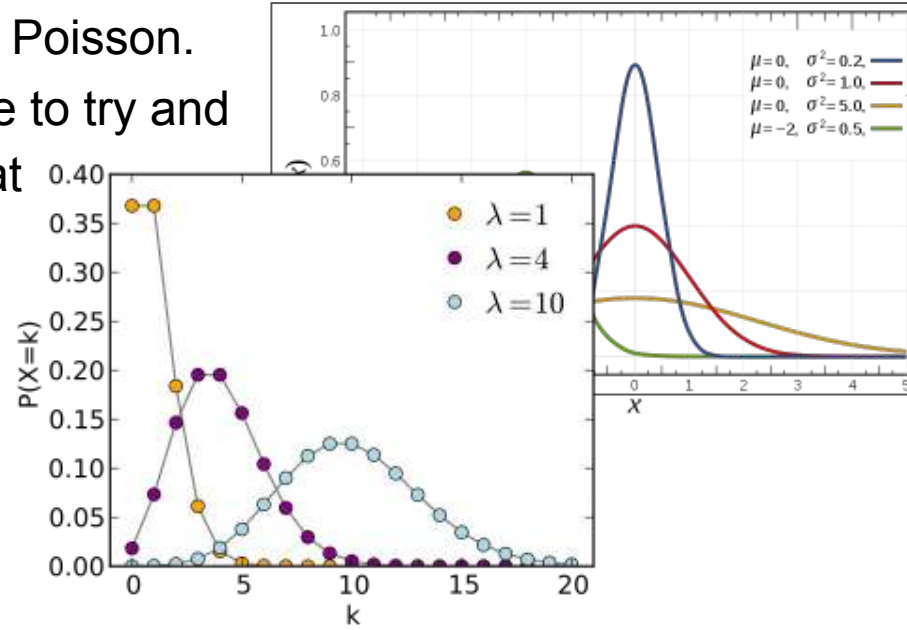 Poisson.
e to try and
at
1.0
0.8
0.6
x)
μ=0, σ²=0.2,
μ=0, σ²=1.0,
μ=0, σ²=5.0,
μ=−2, σ²=0.5,
0 1 2 3 4 5
x
0.40
0.35
0.30
0.25
0.20
0.15
0.10
0.05
0.00
P(X=k)
λ=1
λ=4
λ=10
0 5 10 15 20
k